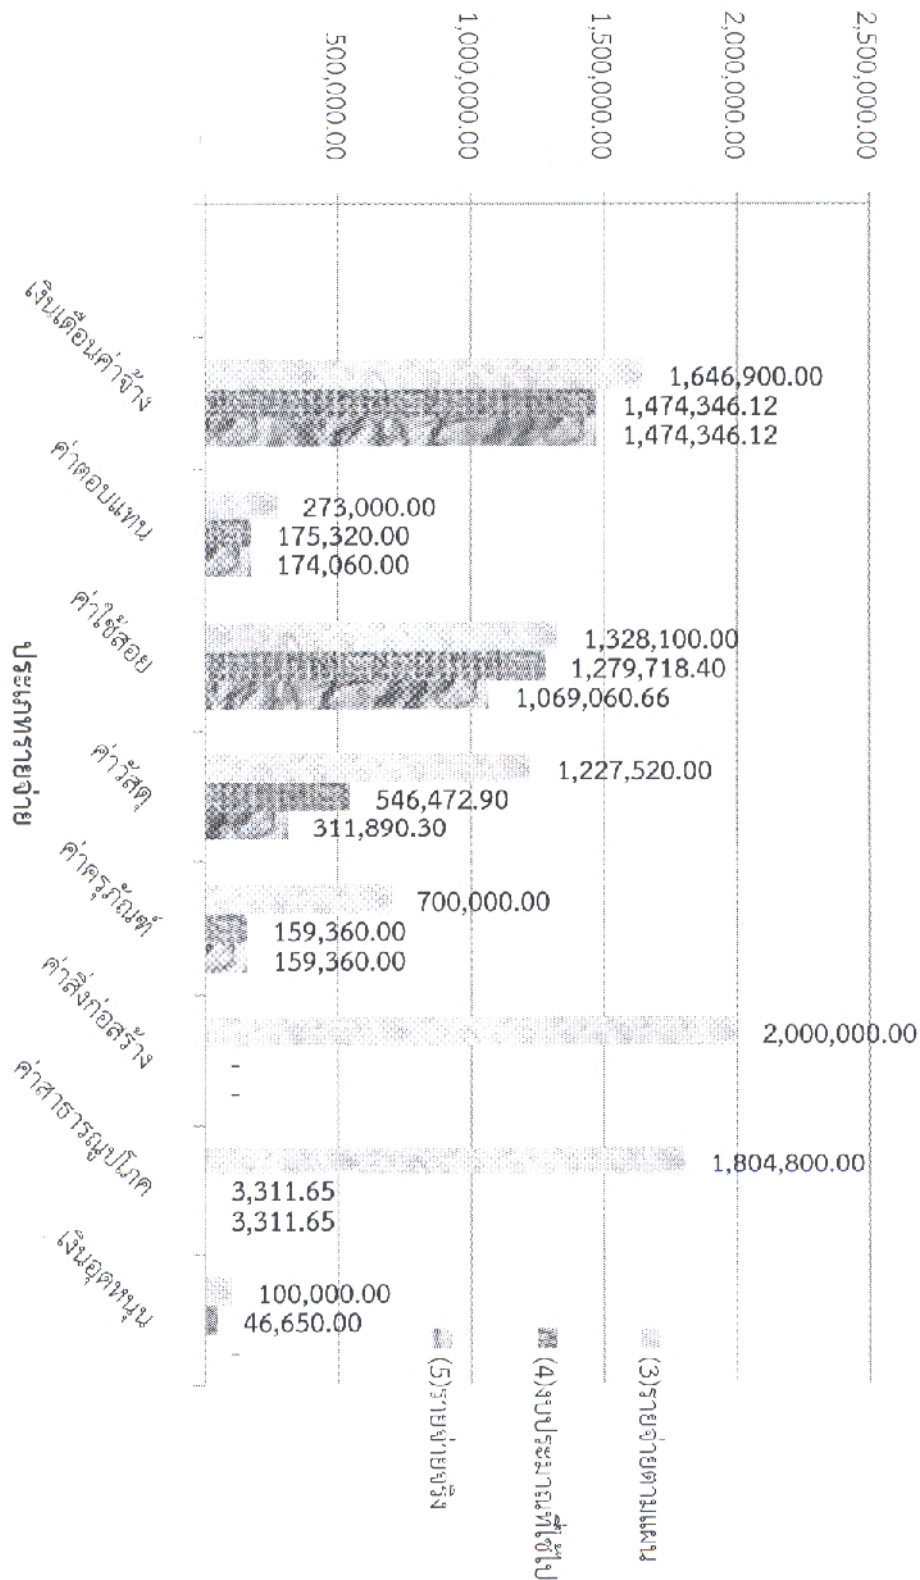 2,500,000.00
2,000,000.00
1,500,000.00
1,000,000.00
500,000.00
-
1,646,900.00
1,474,346.12
1,474,346.12
273,000.00
175,320.00
174,060.00
1,328,100.00
1,279,718.40
1,069,060.66
1,227,520.00
546,472.90
311,890.30
700,000.00
159,360.00
159,360.00
2,000,000.00
-
-
1,804,800.00
3,311.65
3,311.65
100,000.00
46,650.00
-
เงินเดือนค่าจ้าง
ค่าตอบแทน
ค่าใช้สอย
ค่าวัสดุ
ค่าครุภัณฑ์
ค่าสิ่งก่อสร้าง
ค่าสาธารณูปโภค
เงินอุดหนุน
ประเภทรายจ่าย
(3)รายจ่ายตามแผน
(4)งบประมาณที่ใช้ไป
(5)รายจ่ายจริง